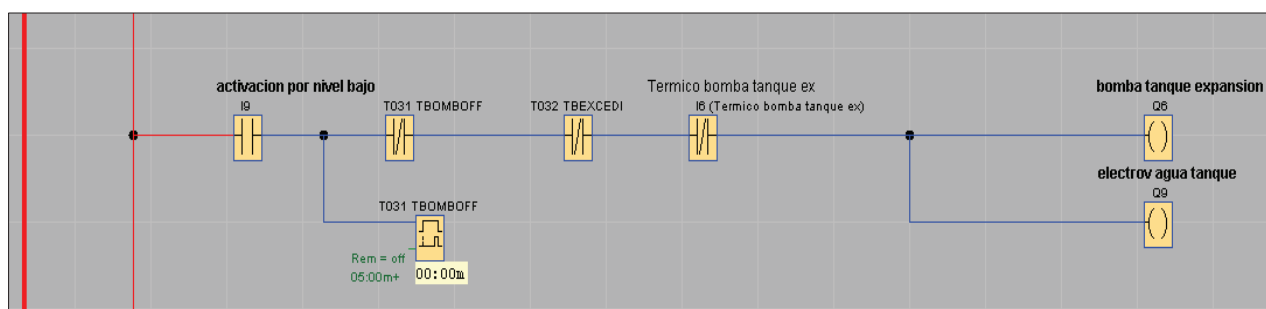 activacion por nivel bajo
I9
T031 TBOMBOFF
T032 TBEXCEDI
Termico bomba tanque ex
I6 (Termico bomba tanque ex)
bomba tanque expansion
Q6
electrov agua tanque
Q9
T031 TBOMBOFF
Rem = off
05:00m+
00:00m